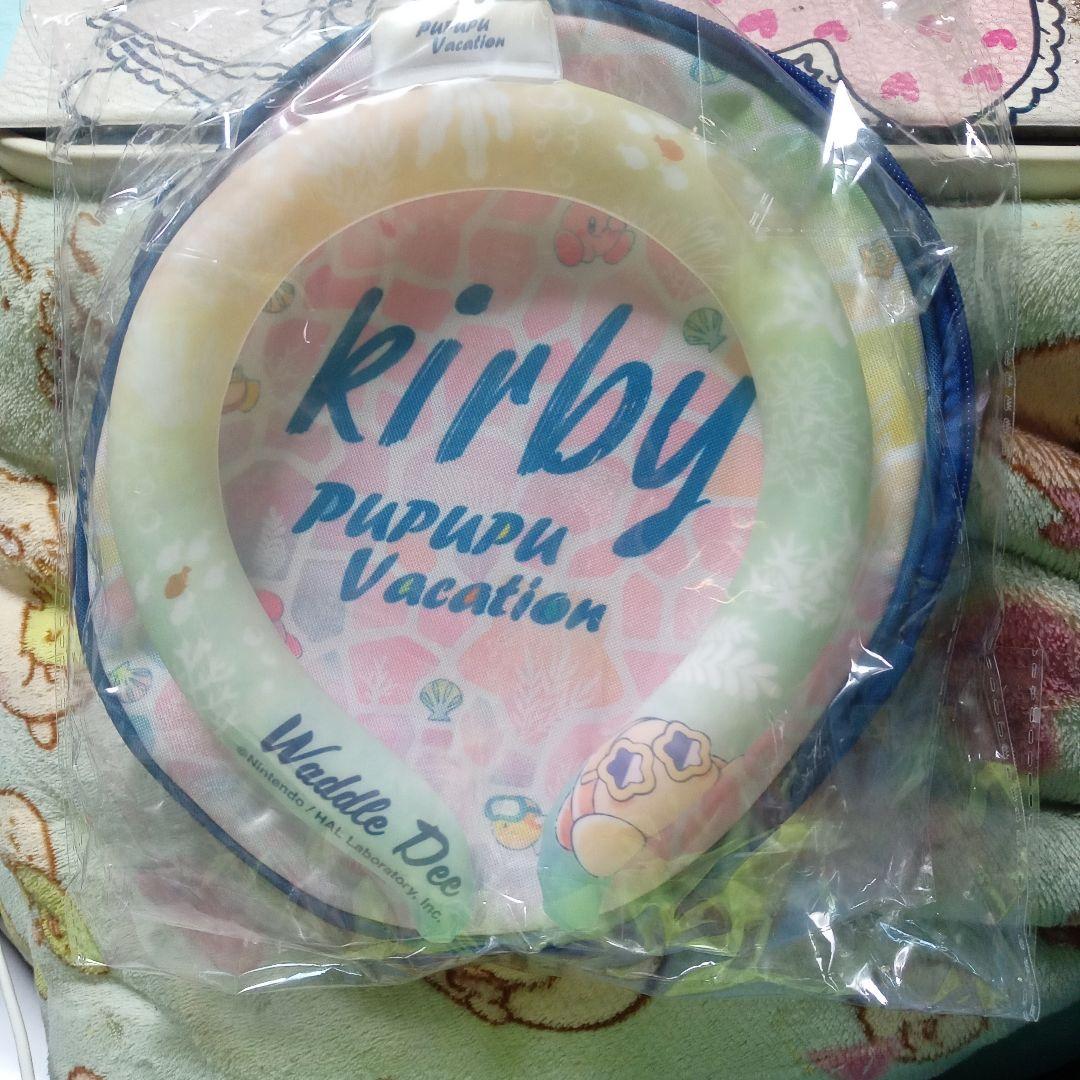 PUPUPU
Vacation
kirby
PUPUPU
Vacation
Waddle Dee
©Nintendo / HAL Laboratory, Inc.